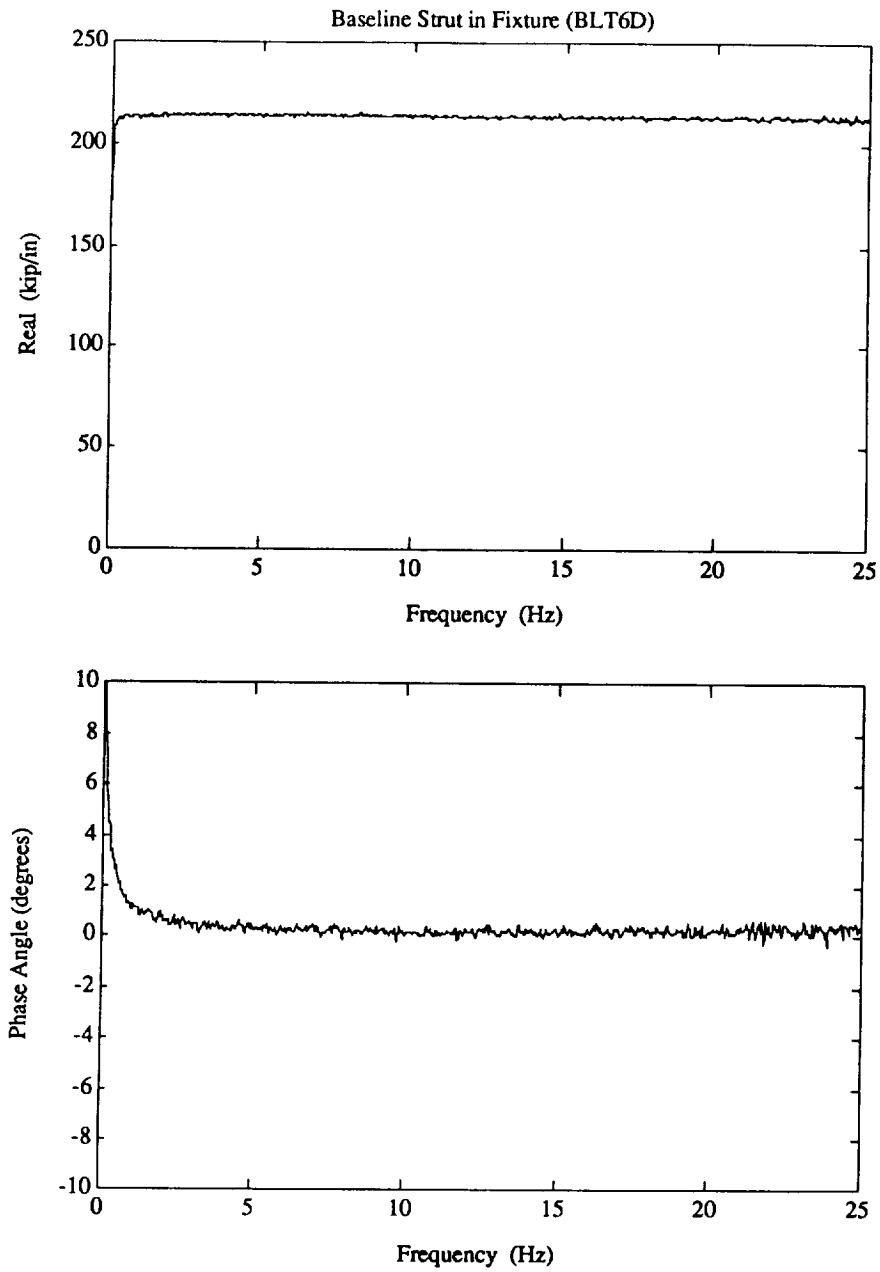 Baseline Strut in Fixture (BLT6D)
250
200
150
100
50
0
Real (kip/in)
0 5 10 15 20 25
Frequency (Hz)
10
8
6
4
2
0
-2
-4
-6
-8
-10
Phase Angle (degrees)
0 5 10 15 20 25
Frequency (Hz)